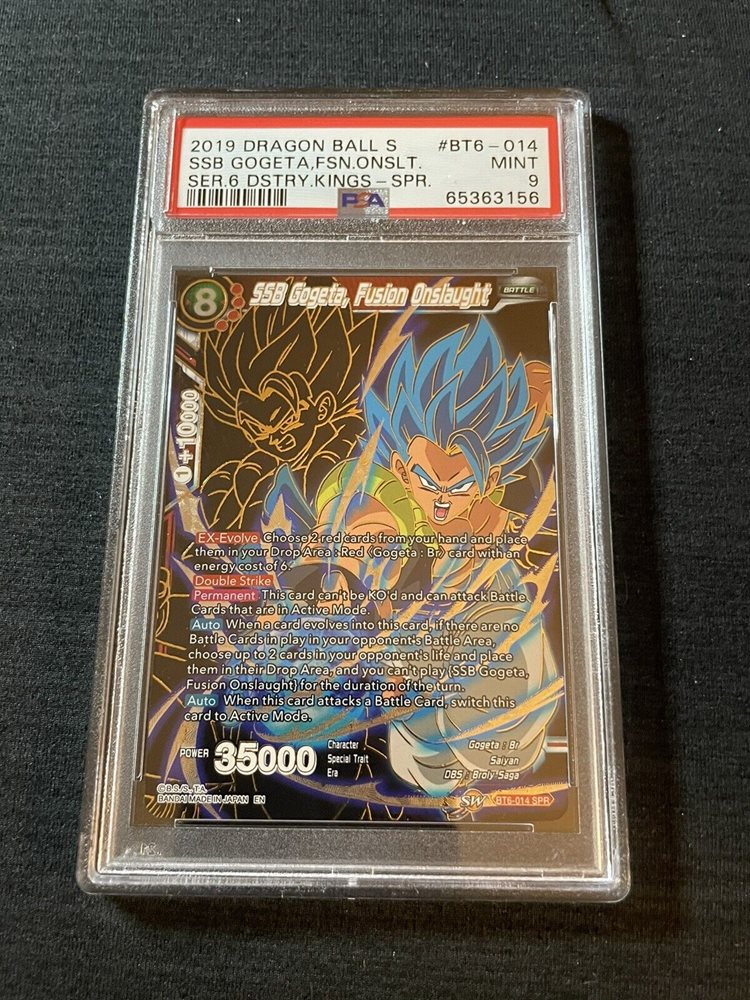 2019 DRAGON BALL S #BT6-014
SSB GOGETA,FSN.ONSLT. MINT
SER.6 DSTRY.KINGS-SPR. 9
PSA 65363156
8 SSB Gogeta, Fusion Onslaught BATTLE
1 +10000
EX-Evolve Choose 2 red cards from your hand and place
them in your Drop Area : Red 〈Gogeta : Br〉 card with an
energy cost of 6.
Double Strike
Permanent This card can't be KO'd and can attack Battle
Cards that are in Active Mode.
Auto When a card evolves into this card, if there are no
Battle Cards in play in your opponent's Battle Area,
choose up to 2 cards in your opponent's life and place
them in their Drop Area, and you can't play {SSB Gogeta,
Fusion Onslaught} for the duration of the turn.
Auto When this card attacks a Battle Card, switch this
card to Active Mode.
POWER 35000
Character Gogeta : Br
Special Trait Saiyan
Era DBS : Broly Saga
©B.S./S., T.A.
BANDAI MADE IN JAPAN EN
SW BT6-014 SPR